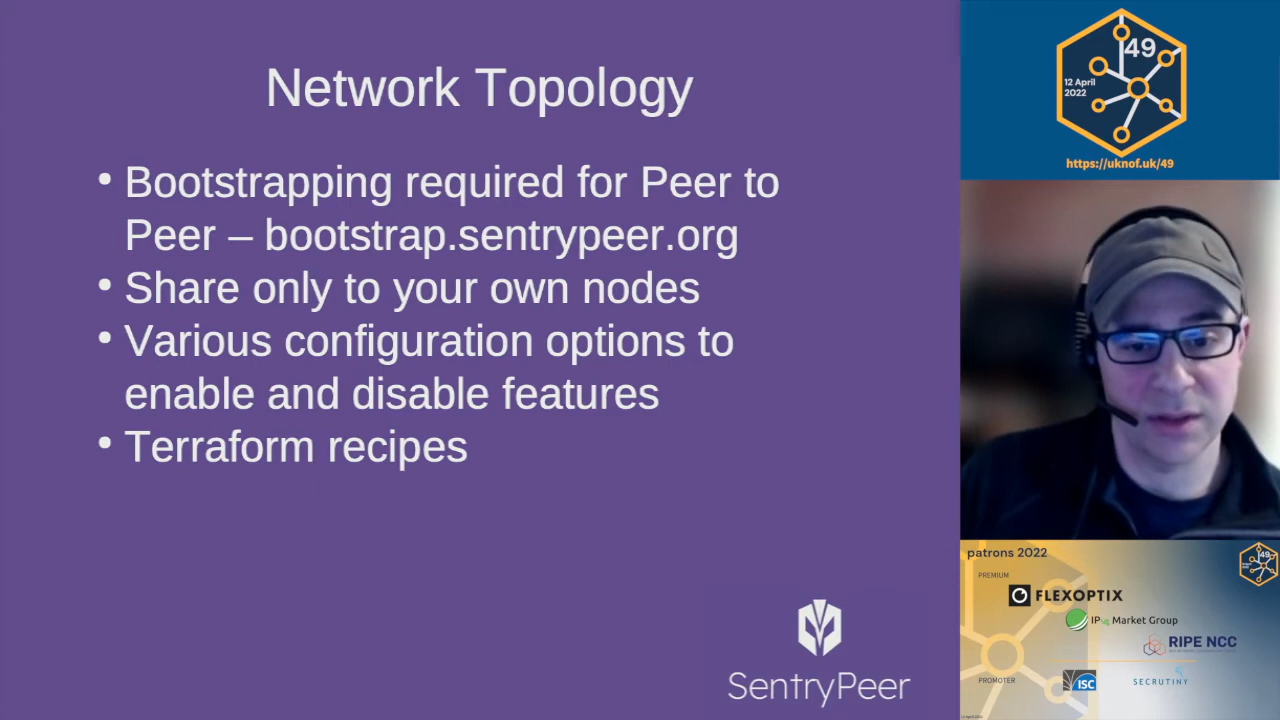 Network Topology
• Bootstrapping required for Peer to
Peer – bootstrap.sentrypeer.org
• Share only to your own nodes
• Various configuration options to
enable and disable features
• Terraform recipes
SentryPeer
49
12 April
2022
https://uknof.uk/49
patrons 2022
49
PREMIUM
FLEXOPTIX
IPv4 Market Group
RIPE NCC
PROMOTER
ISC
SECRUTINY